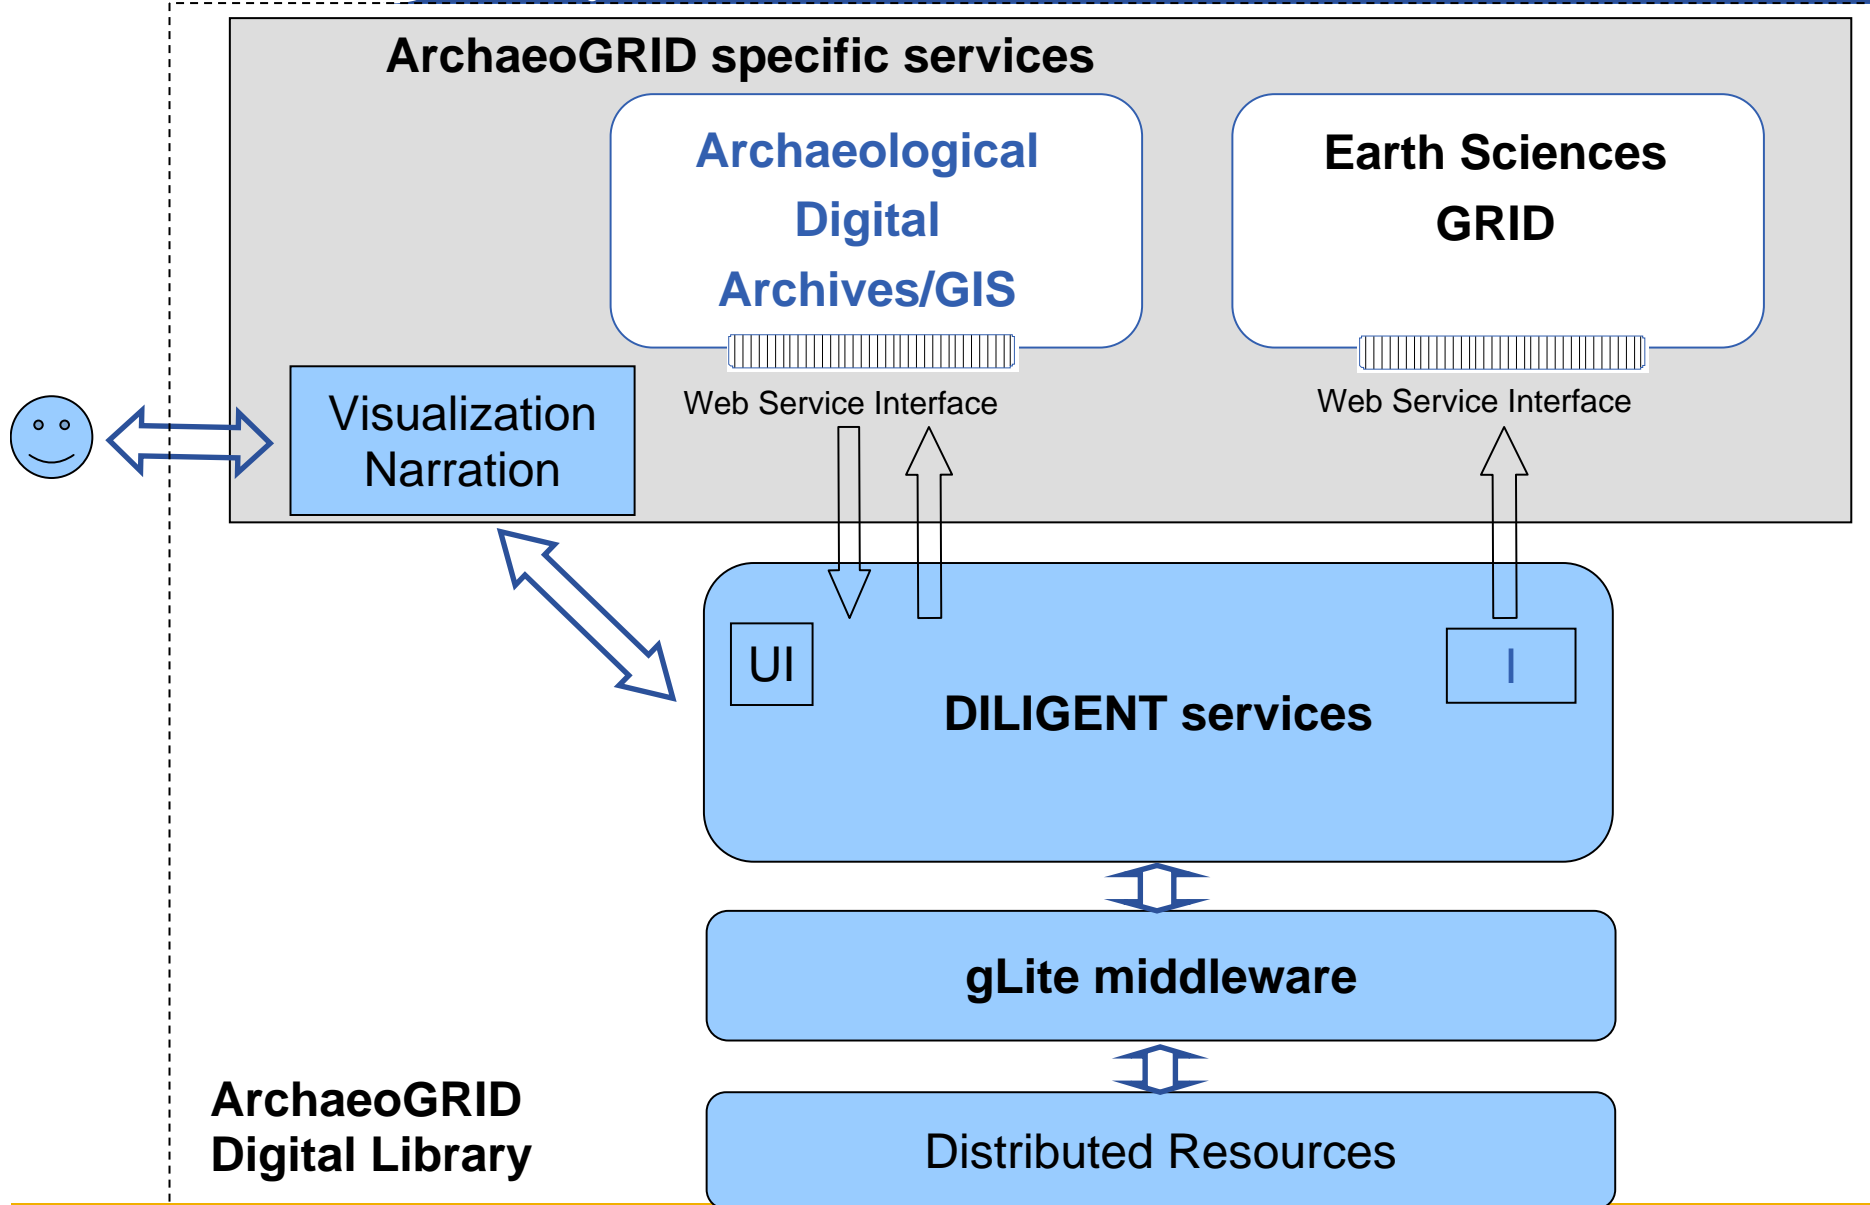 ArchaeoGRID specific services
Archaeological
Digital
Archives/GIS
Earth Sciences
GRID
Web Service Interface
Web Service Interface
Visualization
Narration
UI
I
DILIGENT services
gLite middleware
ArchaeoGRID
Digital Library
Distributed Resources